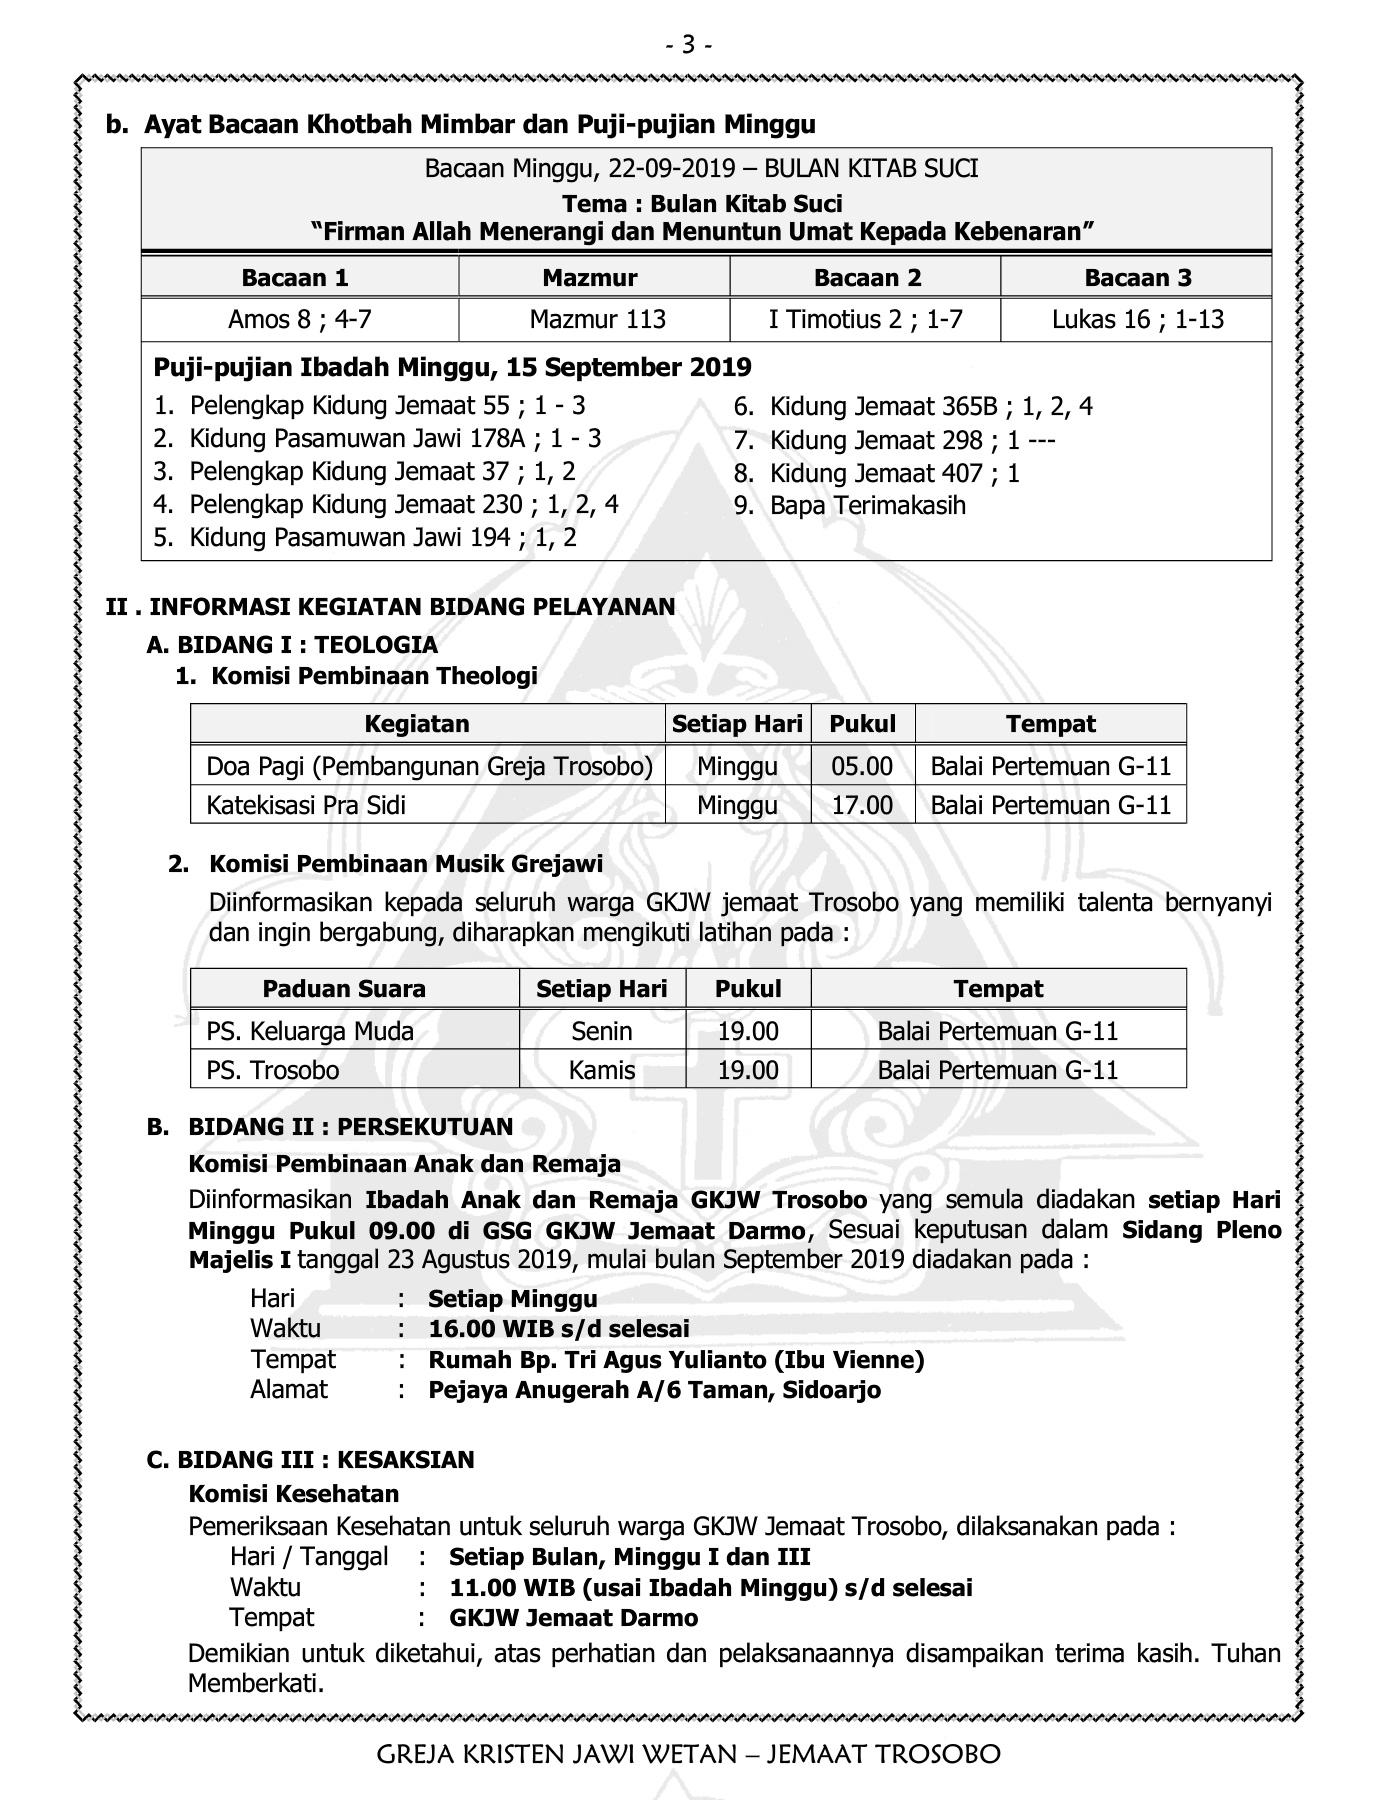 - 3 -
b. Ayat Bacaan Khotbah Mimbar dan Puji-pujian Minggu
Bacaan Minggu, 22-09-2019 – BULAN KITAB SUCI
Tema : Bulan Kitab Suci
“Firman Allah Menerangi dan Menuntun Umat Kepada Kebenaran”
Bacaan 1 Mazmur Bacaan 2 Bacaan 3
Amos 8 ; 4-7 Mazmur 113 I Timotius 2 ; 1-7 Lukas 16 ; 1-13
Puji-pujian Ibadah Minggu, 15 September 2019
1. Pelengkap Kidung Jemaat 55 ; 1 - 3
2. Kidung Pasamuwan Jawi 178A ; 1 - 3
3. Pelengkap Kidung Jemaat 37 ; 1, 2
4. Pelengkap Kidung Jemaat 230 ; 1, 2, 4
5. Kidung Pasamuwan Jawi 194 ; 1, 2
6. Kidung Jemaat 365B ; 1, 2, 4
7. Kidung Jemaat 298 ; 1 ---
8. Kidung Jemaat 407 ; 1
9. Bapa Terimakasih
II . INFORMASI KEGIATAN BIDANG PELAYANAN
A. BIDANG I : TEOLOGIA
1. Komisi Pembinaan Theologi
Kegiatan Setiap Hari Pukul Tempat
Doa Pagi (Pembangunan Greja Trosobo) Minggu 05.00 Balai Pertemuan G-11
Katekisasi Pra Sidi Minggu 17.00 Balai Pertemuan G-11
2. Komisi Pembinaan Musik Grejawi
Diinformasikan kepada seluruh warga GKJW jemaat Trosobo yang memiliki talenta bernyanyi
dan ingin bergabung, diharapkan mengikuti latihan pada :
Paduan Suara Setiap Hari Pukul Tempat
PS. Keluarga Muda Senin 19.00 Balai Pertemuan G-11
PS. Trosobo Kamis 19.00 Balai Pertemuan G-11
B. BIDANG II : PERSEKUTUAN
Komisi Pembinaan Anak dan Remaja
Diinformasikan Ibadah Anak dan Remaja GKJW Trosobo yang semula diadakan setiap Hari
Minggu Pukul 09.00 di GSG GKJW Jemaat Darmo, Sesuai keputusan dalam Sidang Pleno
Majelis I tanggal 23 Agustus 2019, mulai bulan September 2019 diadakan pada :
Hari : Setiap Minggu
Waktu : 16.00 WIB s/d selesai
Tempat : Rumah Bp. Tri Agus Yulianto (Ibu Vienne)
Alamat : Pejaya Anugerah A/6 Taman, Sidoarjo
C. BIDANG III : KESAKSIAN
Komisi Kesehatan
Pemeriksaan Kesehatan untuk seluruh warga GKJW Jemaat Trosobo, dilaksanakan pada :
Hari / Tanggal : Setiap Bulan, Minggu I dan III
Waktu : 11.00 WIB (usai Ibadah Minggu) s/d selesai
Tempat : GKJW Jemaat Darmo
Demikian untuk diketahui, atas perhatian dan pelaksanaannya disampaikan terima kasih. Tuhan
Memberkati.
GREJA KRISTEN JAWI WETAN – JEMAAT TROSOBO